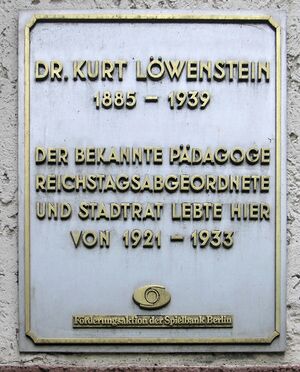 DR. KURT LÖWENSTEIN
1885 – 1939
DER BEKANNTE PÄDAGOGE
REICHSTAGSABGEORDNETE
UND STADTRAT LEBTE HIER
VON 1921 – 1933
Förderungsaktion der Spielbank Berlin